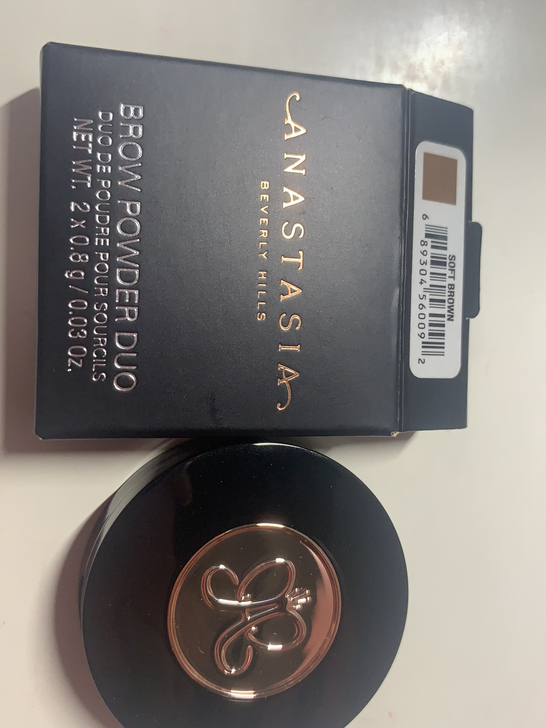 ANASTASIA
BEVERLY HILLS
BROW POWDER DUO
DUO DE POUDRE POUR SOURCILS
NET WT. 2 x 0.8 g / 0.03 Oz.
SOFT BROWN
6 89304 56009 2